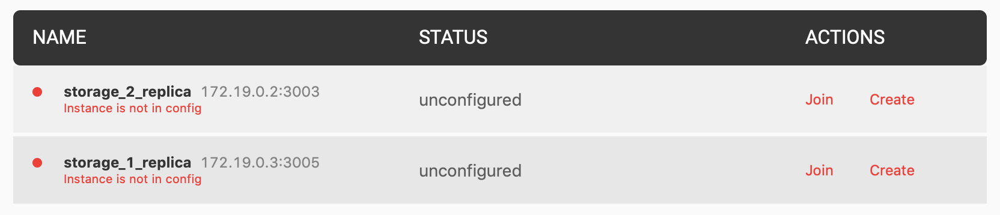 NAME STATUS ACTIONS
storage_2_replica 172.19.0.2:3003 unconfigured Join Create
Instance is not in config
storage_1_replica 172.19.0.3:3005 unconfigured Join Create
Instance is not in config